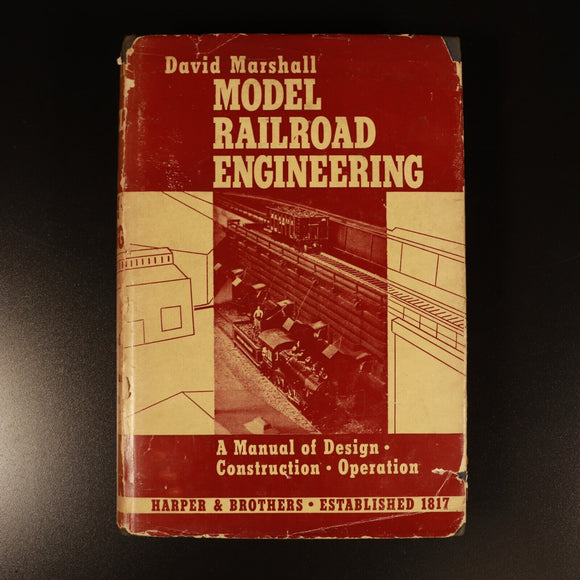 David Marshall
MODEL
RAILROAD
ENGINEERING
G
A Manual of Design •
Construction • Operation
HARPER & BROTHERS • ESTABLISHED 1817